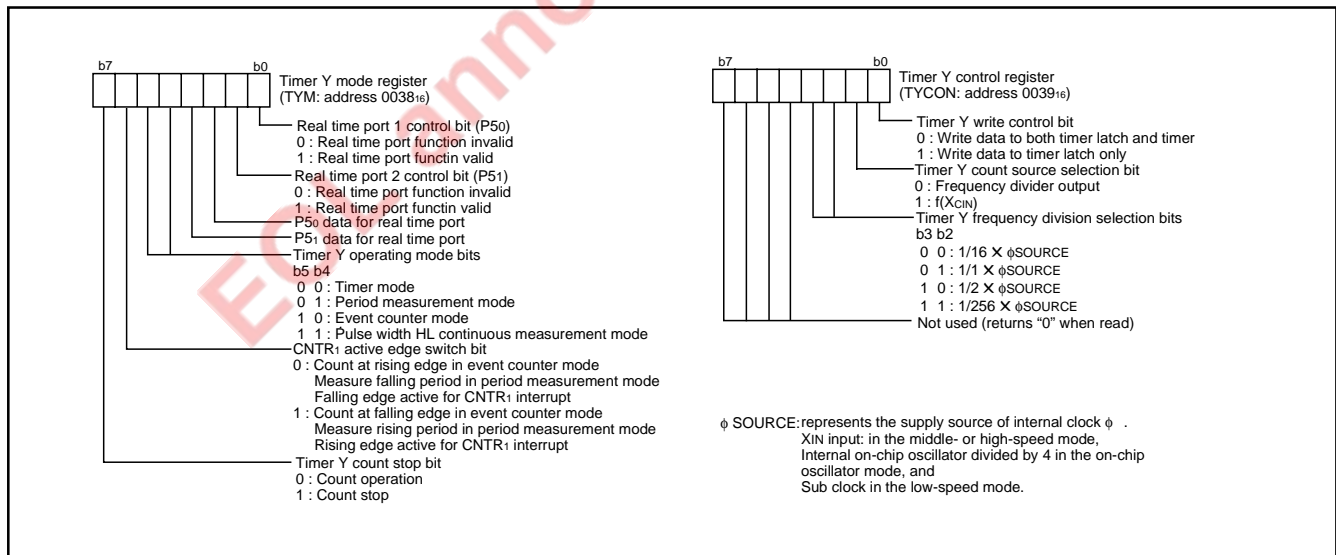 EOL anno
b7 b0
Timer Y mode register
(TYM: address 003816)
Real time port 1 control bit (P50)
0 : Real time port function invalid
1 : Real time port functin valid
Real time port 2 control bit (P51)
0 : Real time port function invalid
1 : Real time port functin valid
P50 data for real time port
P51 data for real time port
Timer Y operating mode bits
b5 b4
0 0 : Timer mode
0 1 : Period measurement mode
1 0 : Event counter mode
1 1 : Pulse width HL continuous measurement mode
CNTR1 active edge switch bit
0 : Count at rising edge in event counter mode
Measure falling period in period measurement mode
Falling edge active for CNTR1 interrupt
1 : Count at falling edge in event counter mode
Measure rising period in period measurement mode
Rising edge active for CNTR1 interrupt
Timer Y count stop bit
0 : Count operation
1 : Count stop
b7 b0
Timer Y control register
(TYCON: address 003916)
Timer Y write control bit
0 : Write data to both timer latch and timer
1 : Write data to timer latch only
Timer Y count source selection bit
0 : Frequency divider output
1 : f(XCIN)
Timer Y frequency division selection bits
b3 b2
0 0 : 1/16 X φSOURCE
0 1 : 1/1 X φSOURCE
1 0 : 1/2 X φSOURCE
1 1 : 1/256 X φSOURCE
Not used (returns “0” when read)
φ SOURCE: represents the supply source of internal clock φ .
XIN input: in the middle- or high-speed mode,
Internal on-chip oscillator divided by 4 in the on-chip
oscillator mode, and
Sub clock in the low-speed mode.